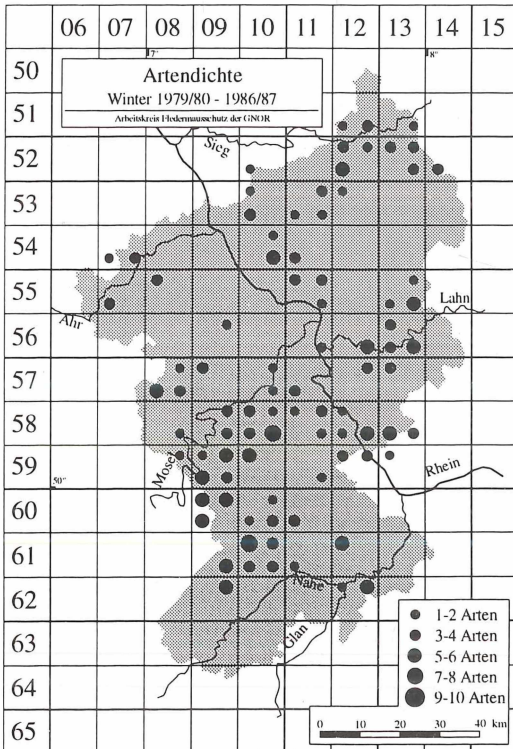 06 07 08 09 10 11 12 13 14 15
7° 8°
50
Artendichte
Winter 1979/80 - 1986/87
Arbeitskreis Fledermausschutz der GNOR
51
Sieg
52
53
54
55
Lahn
Ahr
56
57
58
Mosel
59
Rhein
50°
60
61
Nahe
62
Glan
1-2 Arten
3-4 Arten
63
5-6 Arten
7-8 Arten
64
9-10 Arten
0 10 20 30 40 km
65